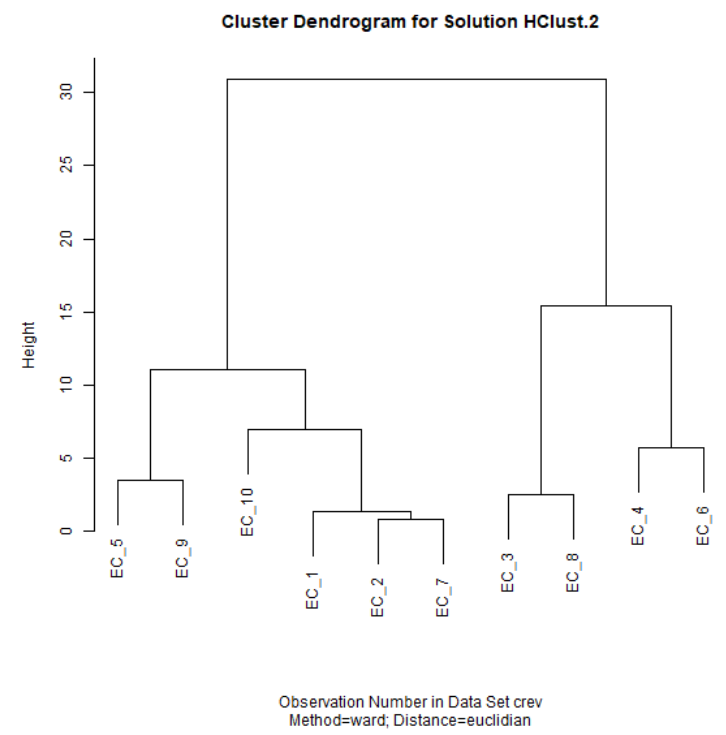 Cluster Dendrogram for Solution HClust.2
Height
30
25
20
15
10
5
0
EC_5
EC_9
EC_10
EC_1
EC_2
EC_7
EC_3
EC_8
EC_4
EC_6
Observation Number in Data Set crev
Method=ward; Distance=euclidian